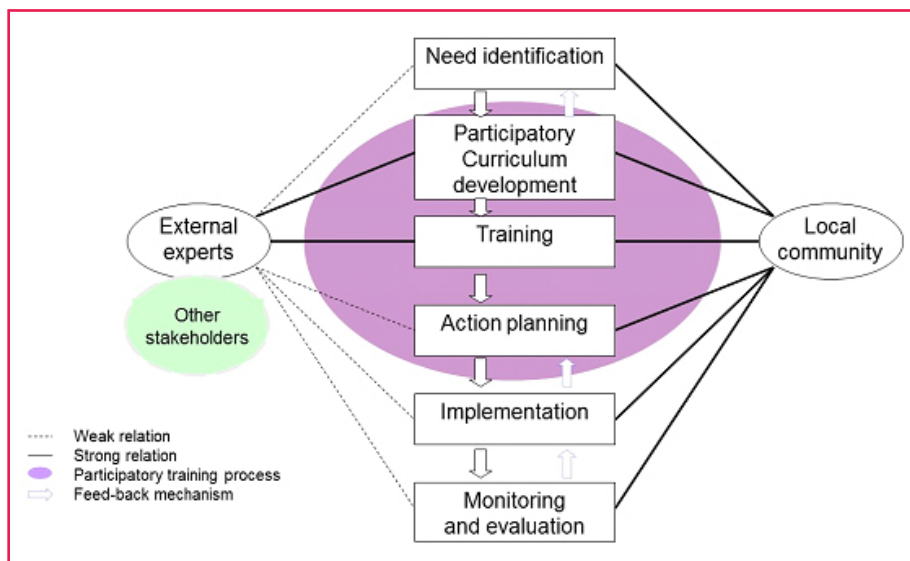 Need identification
Participatory
Curriculum
development
External
experts
Training
Local
community
Other
stakeholders
Action planning
Implementation
Monitoring
and evaluation
Weak relation
Strong relation
Participatory training process
Feed-back mechanism